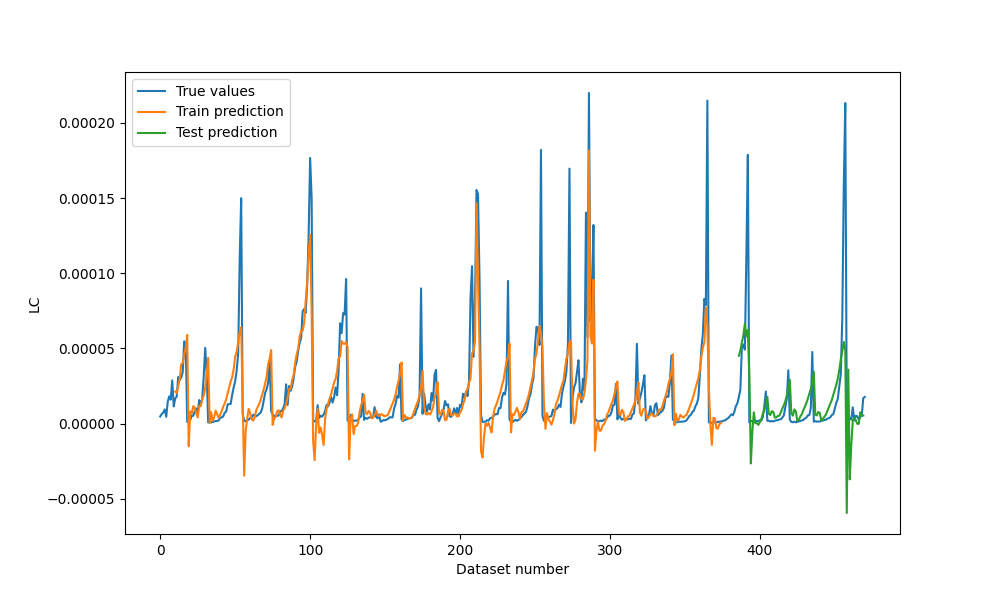 True values
Train prediction
Test prediction
0.00020
0.00015
0.00010
0.00005
0.00000
−0.00005
LC
0
100
200
300
400
Dataset number